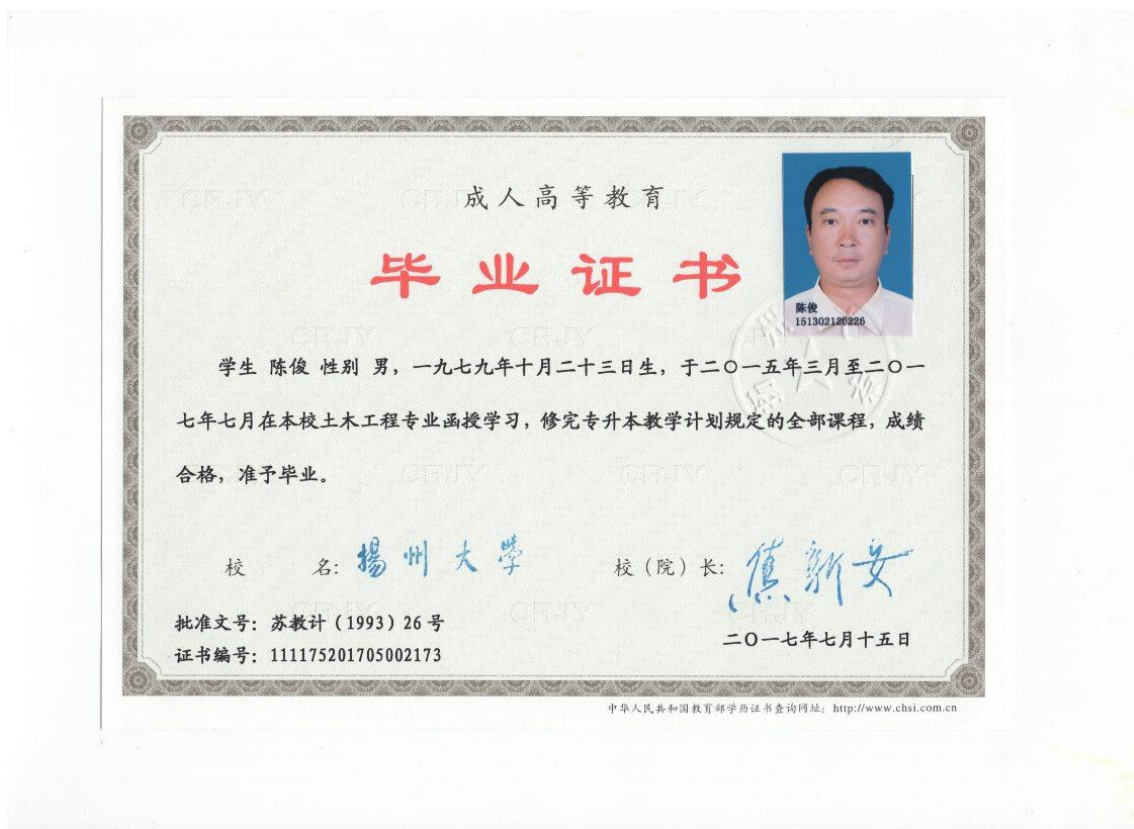 成人高等教育
毕业证书
陈俊
151302120226
学生 陈俊 性别 男，一九七九年十月二十三日生，于二〇一五年三月至二〇一
七年七月在本校土木工程专业函授学习，修完专升本教学计划规定的全部课程，成绩
合格，准予毕业。
校 名：揚州大學
校（院）长：焦新安
批准文号：苏教计（1993）26号
二〇一七年七月十五日
证书编号：111175201705002173
中华人民共和国教育部学历证书查询网址：http://www.chsi.com.cn
CRJY